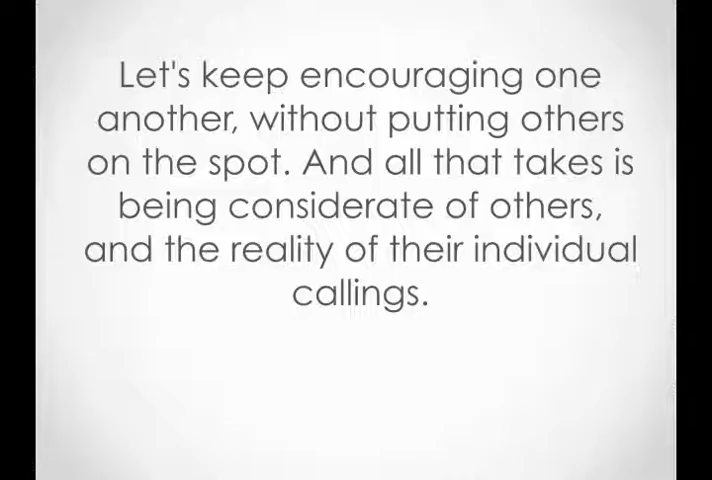 Let's keep encouraging one
another, without putting others
on the spot. And all that takes is
being considerate of others,
and the reality of their individual
callings.